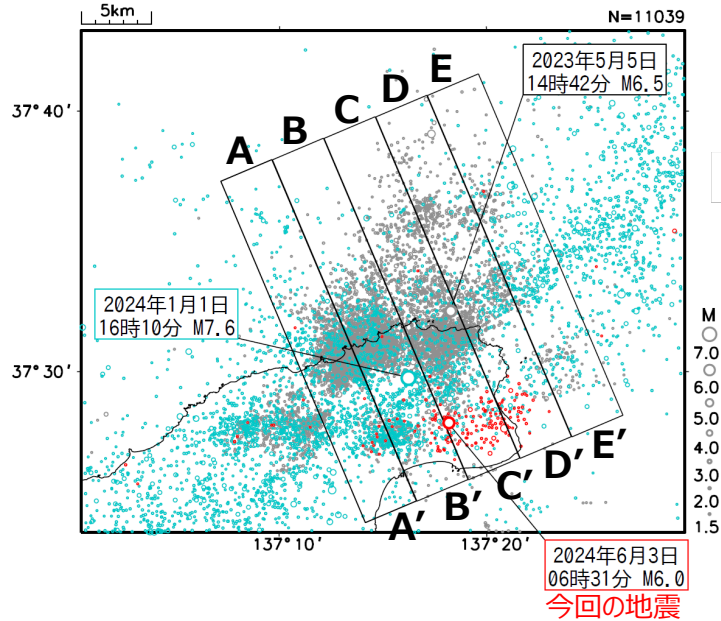 5km
N=11039
2023年5月5日
14時42分 M6.5
37°40′
A
B
C
D
E
2024年1月1日
16時10分 M7.6
37°30′
M
7.0
6.0
5.0
4.0
3.0
2.0
1.5
A′
B′
C′
D′
E′
137°10′
137°20′
2024年6月3日
06時31分 M6.0
今回の地震